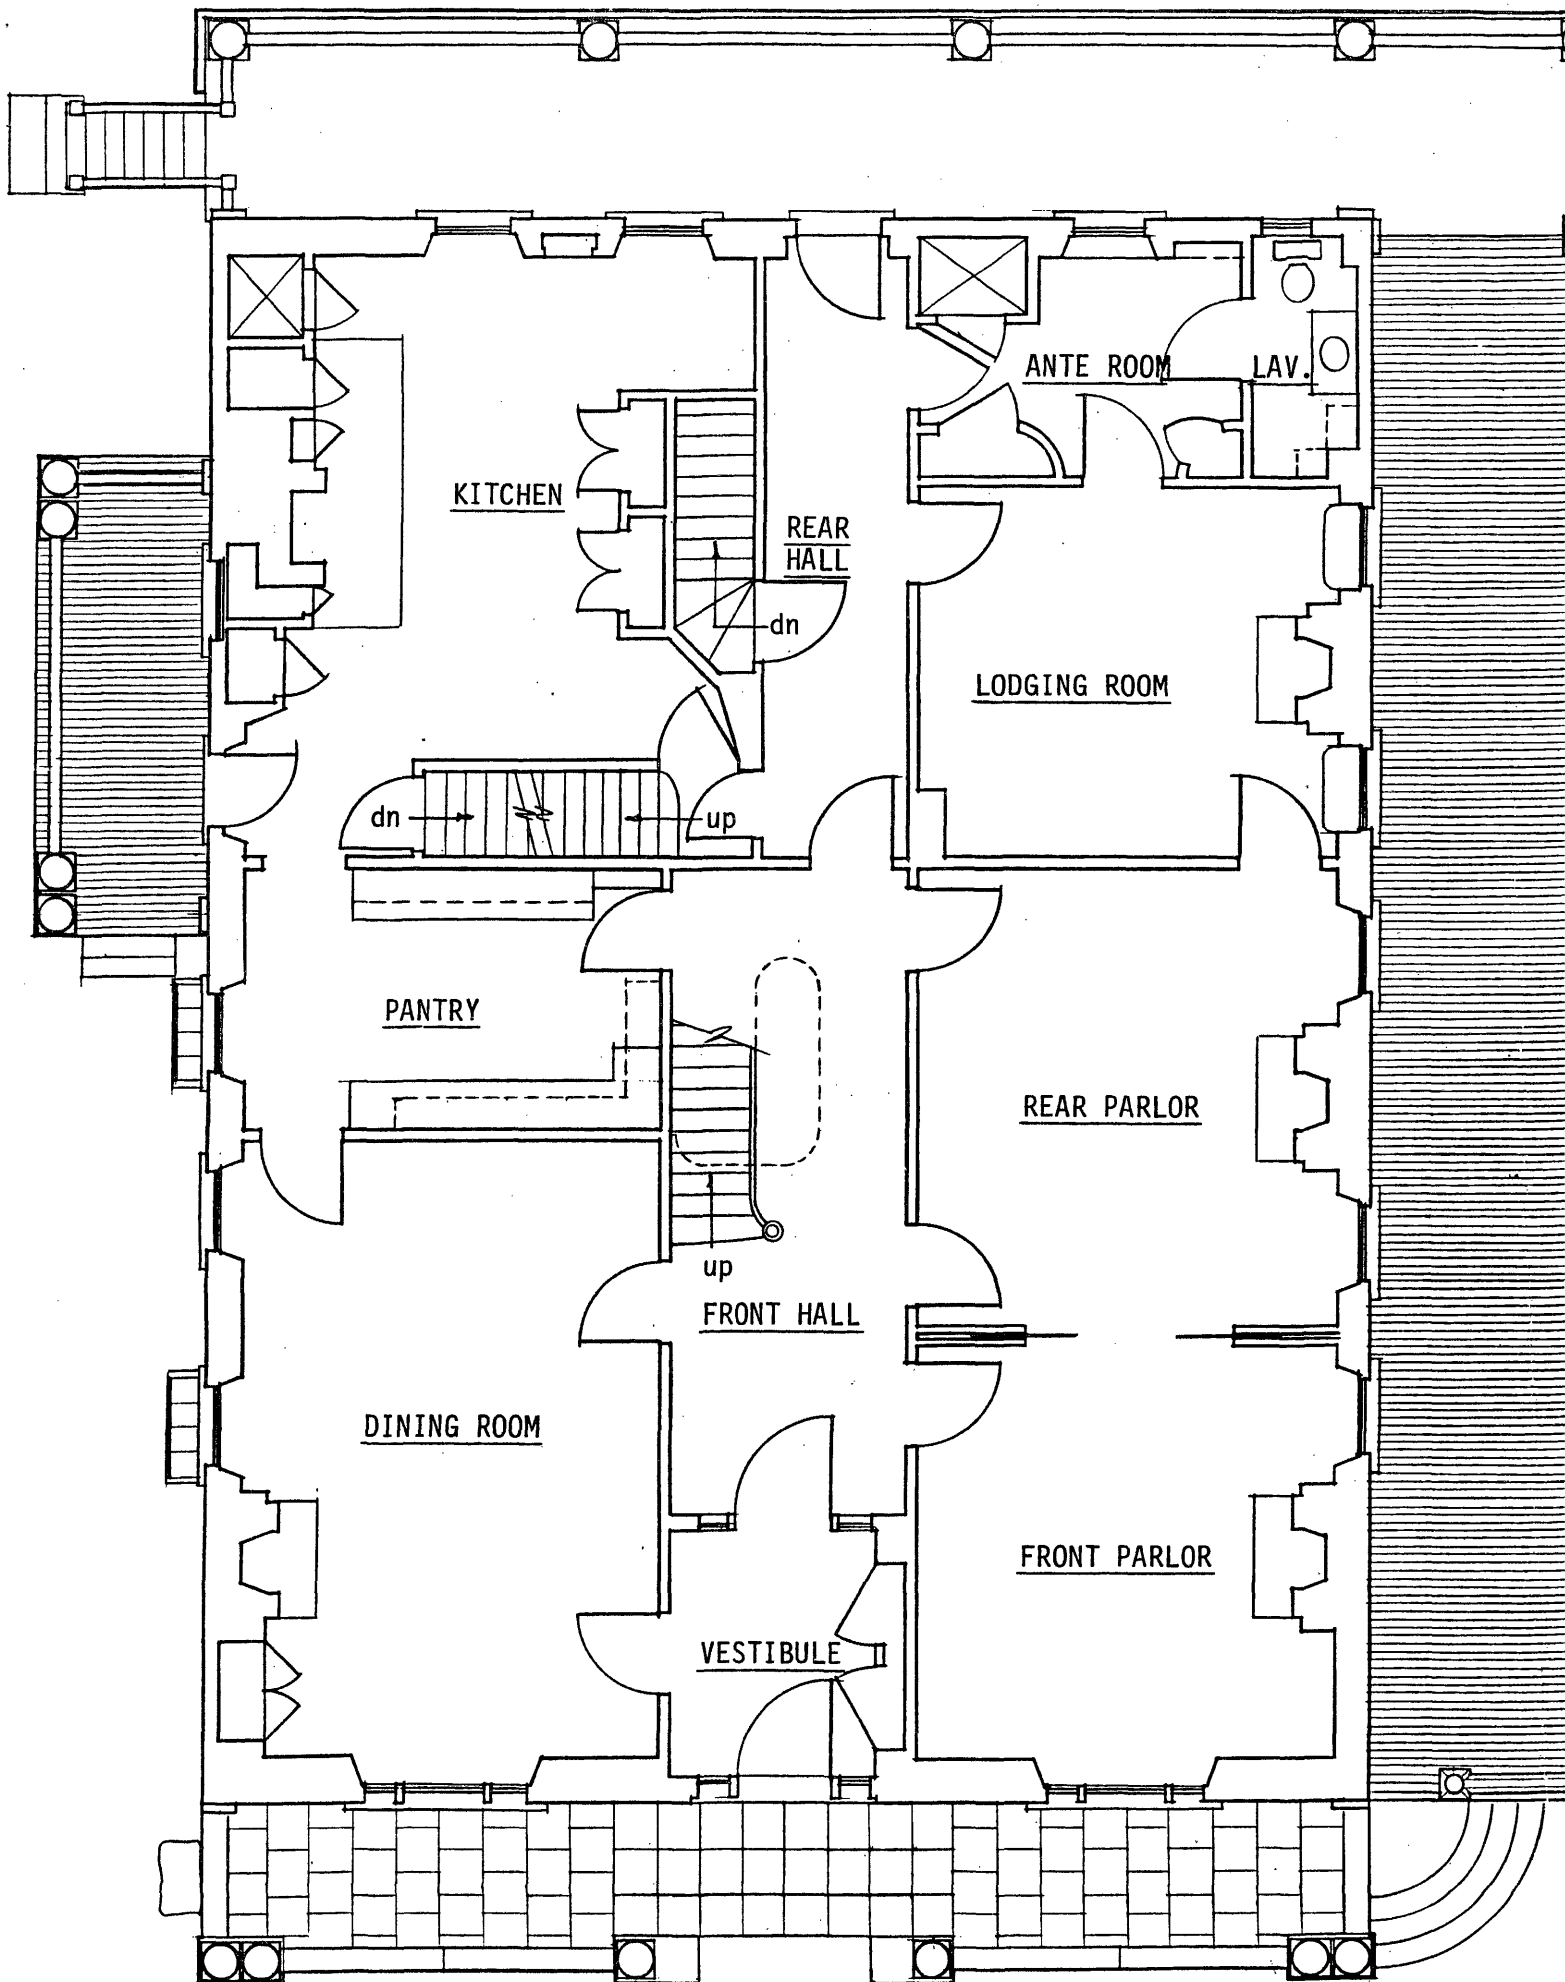 ANTE ROOM
LAV.
KITCHEN
REAR
HALL
dn
LODGING ROOM
dn
up
PANTRY
REAR PARLOR
up
FRONT HALL
DINING ROOM
FRONT PARLOR
VESTIBULE